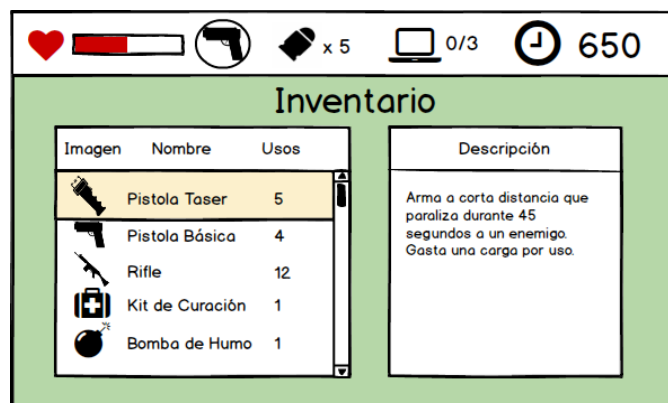 x 5 0/3 650
Inventario
Imagen Nombre Usos
Pistola Taser 5
Pistola Básica 4
Rifle 12
Kit de Curación 1
Bomba de Humo 1
Descripción
Arma a corta distancia que
paraliza durante 45
segundos a un enemigo.
Gasta una carga por uso.